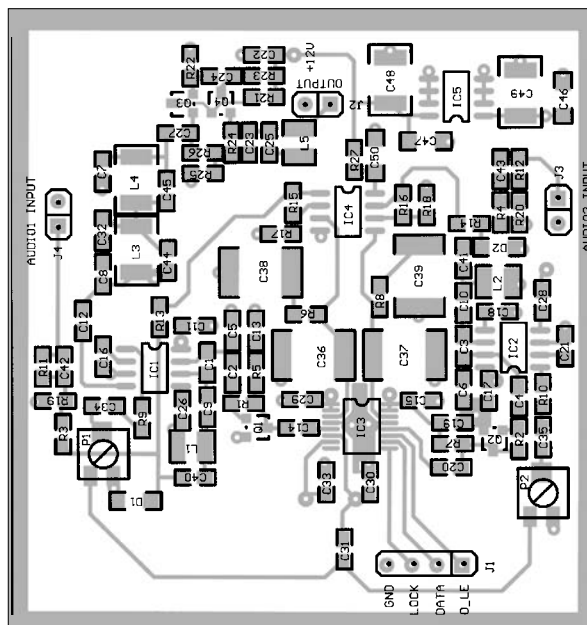 C22
R22
C24
R23
R21
+12V
OUTPUT
Q3
Q4
J2
C48
IC5
C49
C46
C27
R26
R25
R24
C23
C25
L5
R27
C50
C47
C7
L4
C45
C43
R12
J3
AUDIO1 INPUT
J4
C32
L3
C44
C8
R15
R17
IC4
R16
R18
R4
R20
R14
D2
C38
C39
C41
L2
C10
C28
C12
R13
C11
C5
C13
R6
R8
C18
C16
IC1
C1
C2
R5
C36
C37
C3
IC2
C21
R11
C42
R19
C34
R9
C26
C9
R1
C29
C15
C6
C17
C4
R10
R3
P1
L1
Q1
C14
IC3
C19
R7
Q2
R2
C35
C20
C40
D1
C33
C30
P2
C31
J1
GND
LOCK
DATA
D_LE